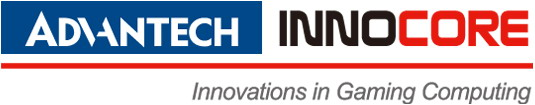 ADVANTECH INNOCORE
Innovations in Gaming Computing